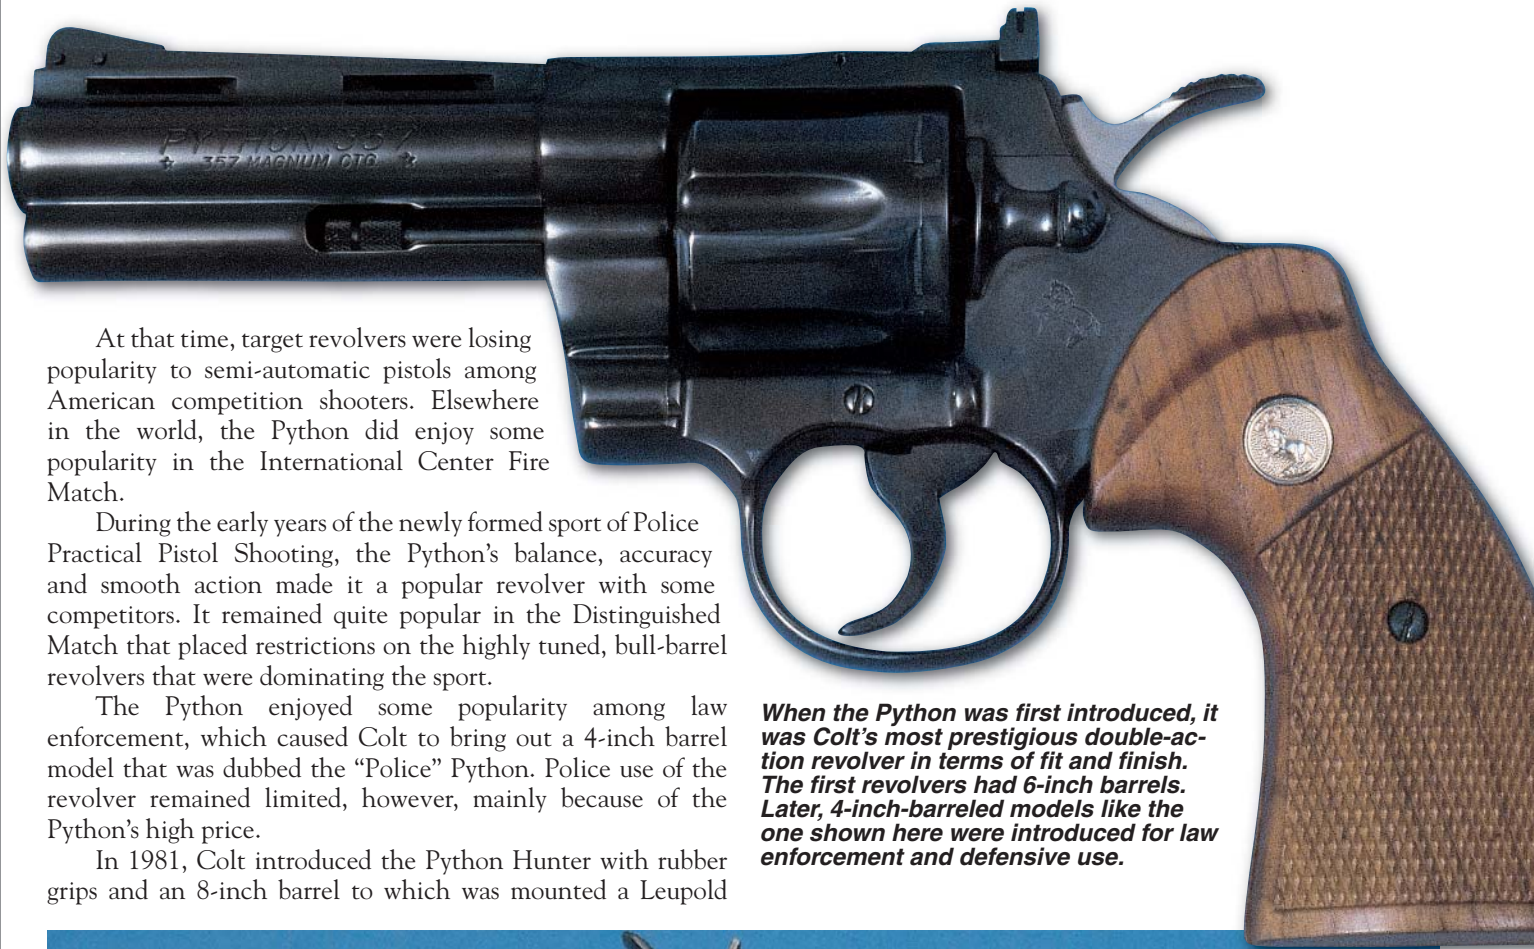 PYTHON 357
★ 357 MAGNUM CTG ★
At that time, target revolvers were losing
popularity to semi-automatic pistols among
American competition shooters. Elsewhere
in the world, the Python did enjoy some
popularity in the International Center Fire
Match.
During the early years of the newly formed sport of Police
Practical Pistol Shooting, the Python’s balance, accuracy
and smooth action made it a popular revolver with some
competitors. It remained quite popular in the Distinguished
Match that placed restrictions on the highly tuned, bull-barrel
revolvers that were dominating the sport.
The Python enjoyed some popularity among law
enforcement, which caused Colt to bring out a 4-inch barrel
model that was dubbed the “Police” Python. Police use of the
revolver remained limited, however, mainly because of the
Python’s high price.
In 1981, Colt introduced the Python Hunter with rubber
grips and an 8-inch barrel to which was mounted a Leupold
When the Python was first introduced, it
was Colt’s most prestigious double-ac-
tion revolver in terms of fit and finish.
The first revolvers had 6-inch barrels.
Later, 4-inch-barreled models like the
one shown here were introduced for law
enforcement and defensive use.